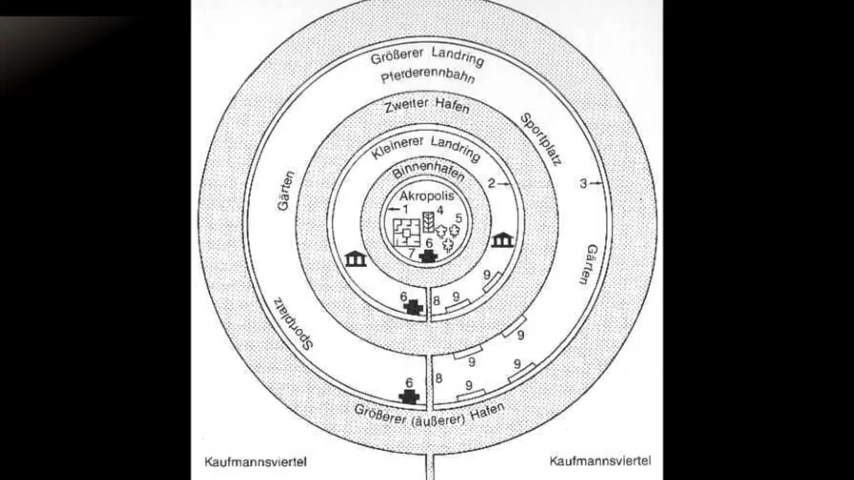 Größerer Landring
Pferderennbahn
Zweiter Hafen
Sportplatz
Kleinerer Landring
Binnenhafen
2
3
Gärten
Akropolis
1
4
5
6
7
Gärten
9
6
8
9
9
9
Sportplatz
8
9
6
9
Größerer (äußerer) Hafen
Kaufmannsviertel
Kaufmannsviertel